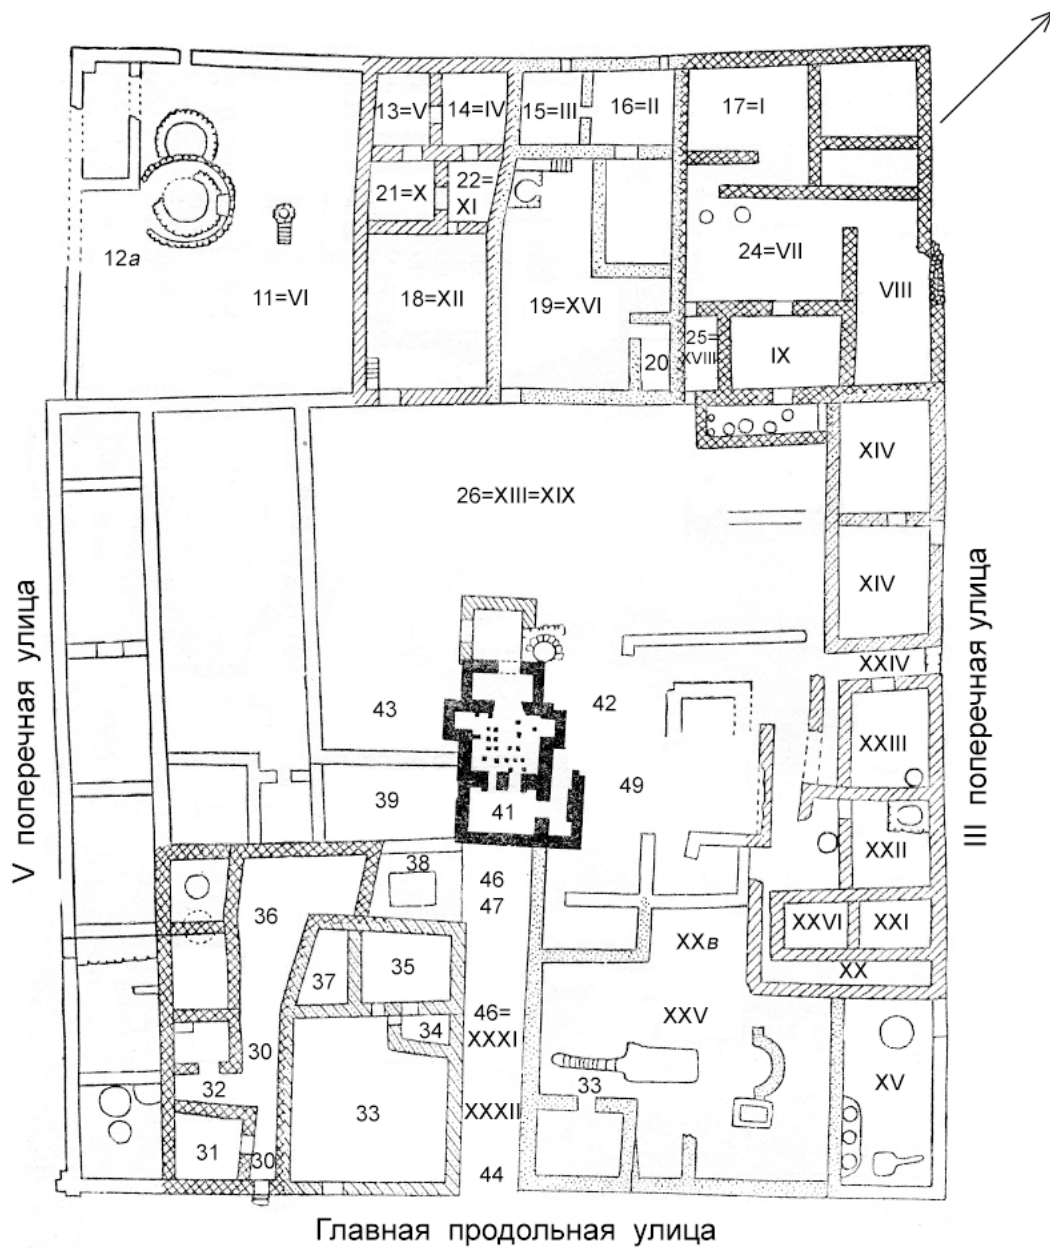 13=V
14=IV
15=III
16=II
17=I
21=X
22=
XI
12а
11=VI
18=XII
19=XVI
20
24=VII
VIII
25=
XVIII
IX
XIV
26=XIII=XIX
XIV
V поперечная улица
III поперечная улица
XXIV
43
42
XXIII
39
41
49
XXII
38
46
47
36
XXVI
XXI
XXв
XX
37
35
46=
XXXI
34
XXV
30
XV
32
33
33
XXXII
31
30
44
Главная продольная улица